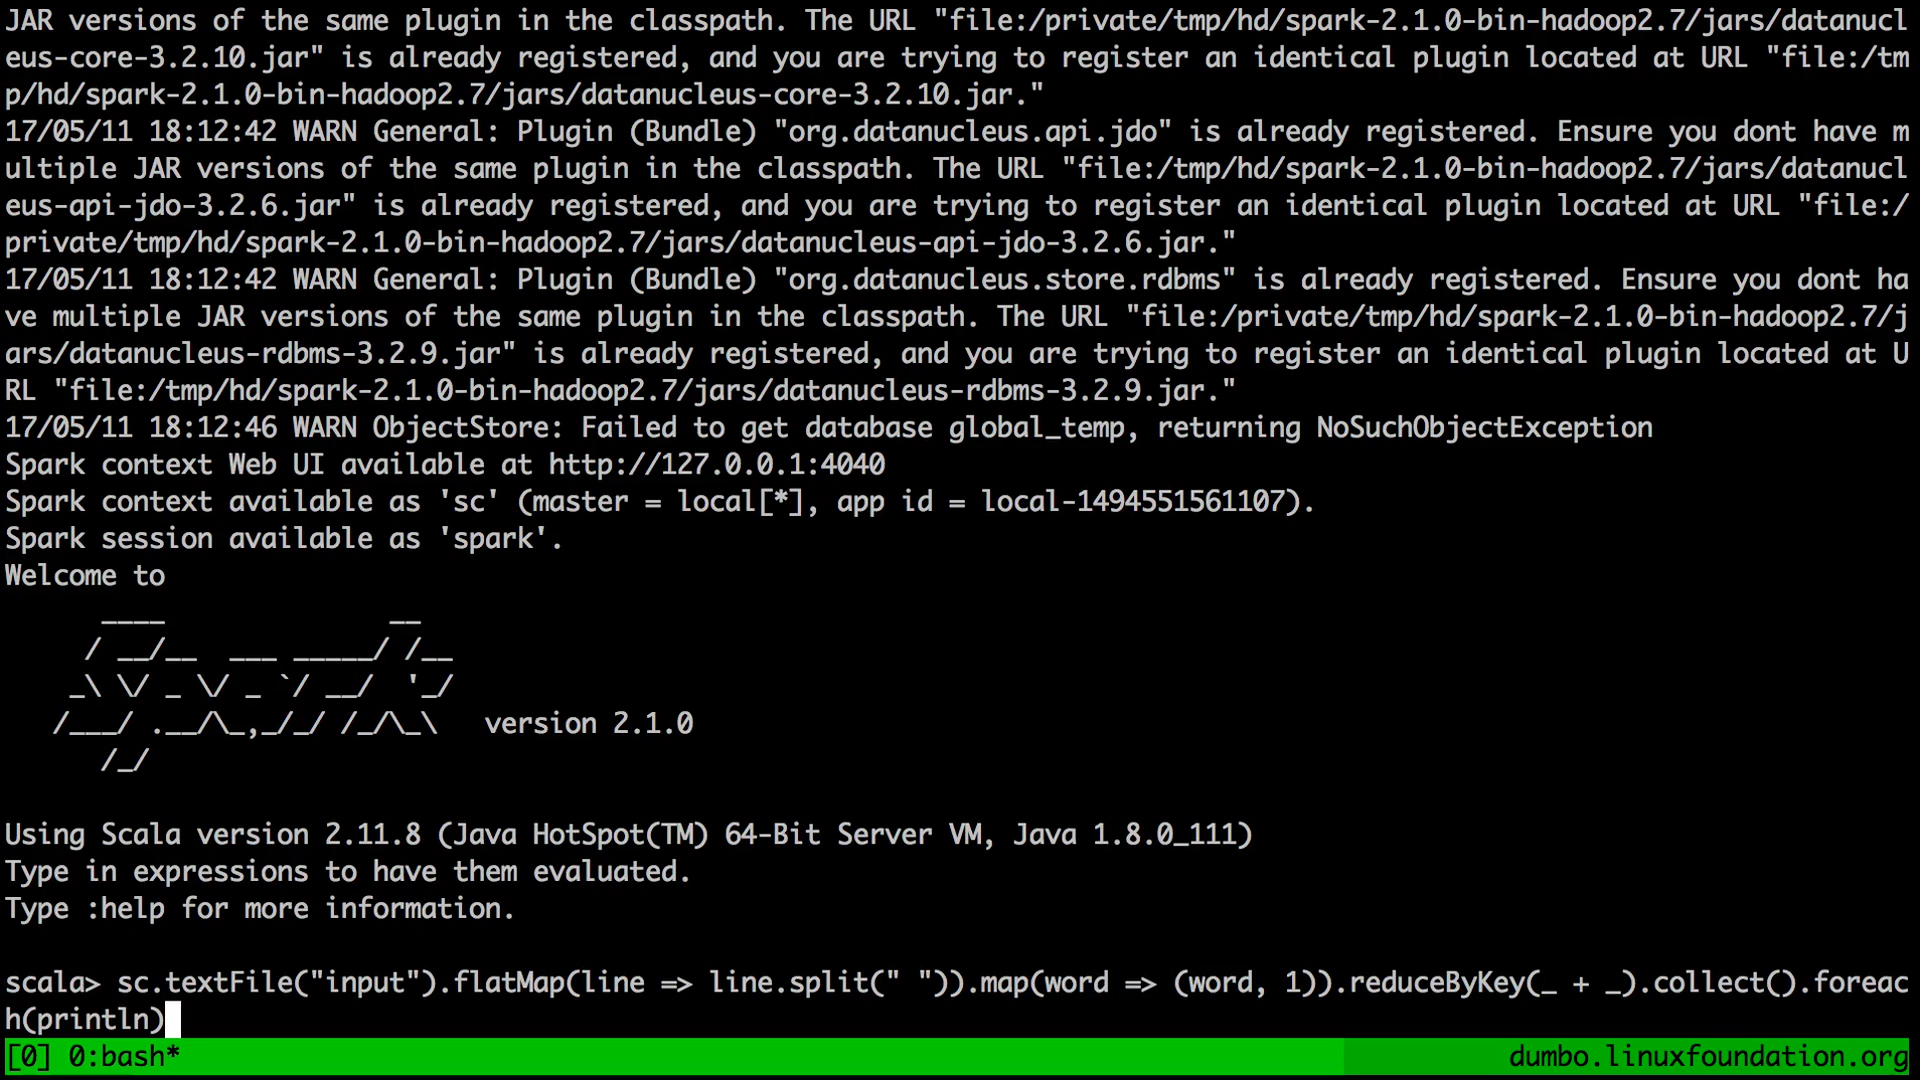 JAR versions of the same plugin in the classpath. The URL "file:/private/tmp/hd/spark-2.1.0-bin-hadoop2.7/jars/datanucl
eus-core-3.2.10.jar" is already registered, and you are trying to register an identical plugin located at URL "file:/tm
p/hd/spark-2.1.0-bin-hadoop2.7/jars/datanucleus-core-3.2.10.jar."
17/05/11 18:12:42 WARN General: Plugin (Bundle) "org.datanucleus.api.jdo" is already registered. Ensure you dont have m
ultiple JAR versions of the same plugin in the classpath. The URL "file:/tmp/hd/spark-2.1.0-bin-hadoop2.7/jars/datanucl
eus-api-jdo-3.2.6.jar" is already registered, and you are trying to register an identical plugin located at URL "file:/
private/tmp/hd/spark-2.1.0-bin-hadoop2.7/jars/datanucleus-api-jdo-3.2.6.jar."
17/05/11 18:12:42 WARN General: Plugin (Bundle) "org.datanucleus.store.rdbms" is already registered. Ensure you dont ha
ve multiple JAR versions of the same plugin in the classpath. The URL "file:/private/tmp/hd/spark-2.1.0-bin-hadoop2.7/j
ars/datanucleus-rdbms-3.2.9.jar" is already registered, and you are trying to register an identical plugin located at U
RL "file:/tmp/hd/spark-2.1.0-bin-hadoop2.7/jars/datanucleus-rdbms-3.2.9.jar."
17/05/11 18:12:46 WARN ObjectStore: Failed to get database global_temp, returning NoSuchObjectException
Spark context Web UI available at http://127.0.0.1:4040
Spark context available as 'sc' (master = local[*], app id = local-1494551561107).
Spark session available as 'spark'.
Welcome to
      ____              __
     / __/__  ___ _____/ /__
    _\ \/ _ \/ _ `/ __/  '_/
   /___/ .__/\_,_/_/ /_/\_\   version 2.1.0
      /_/
Using Scala version 2.11.8 (Java HotSpot(TM) 64-Bit Server VM, Java 1.8.0_111)
Type in expressions to have them evaluated.
Type :help for more information.
scala> sc.textFile("input").flatMap(line => line.split(" ")).map(word => (word, 1)).reduceByKey(_ + _).collect().foreac
h(println)
[0] 0:bash* dumbo.linuxfoundation.org